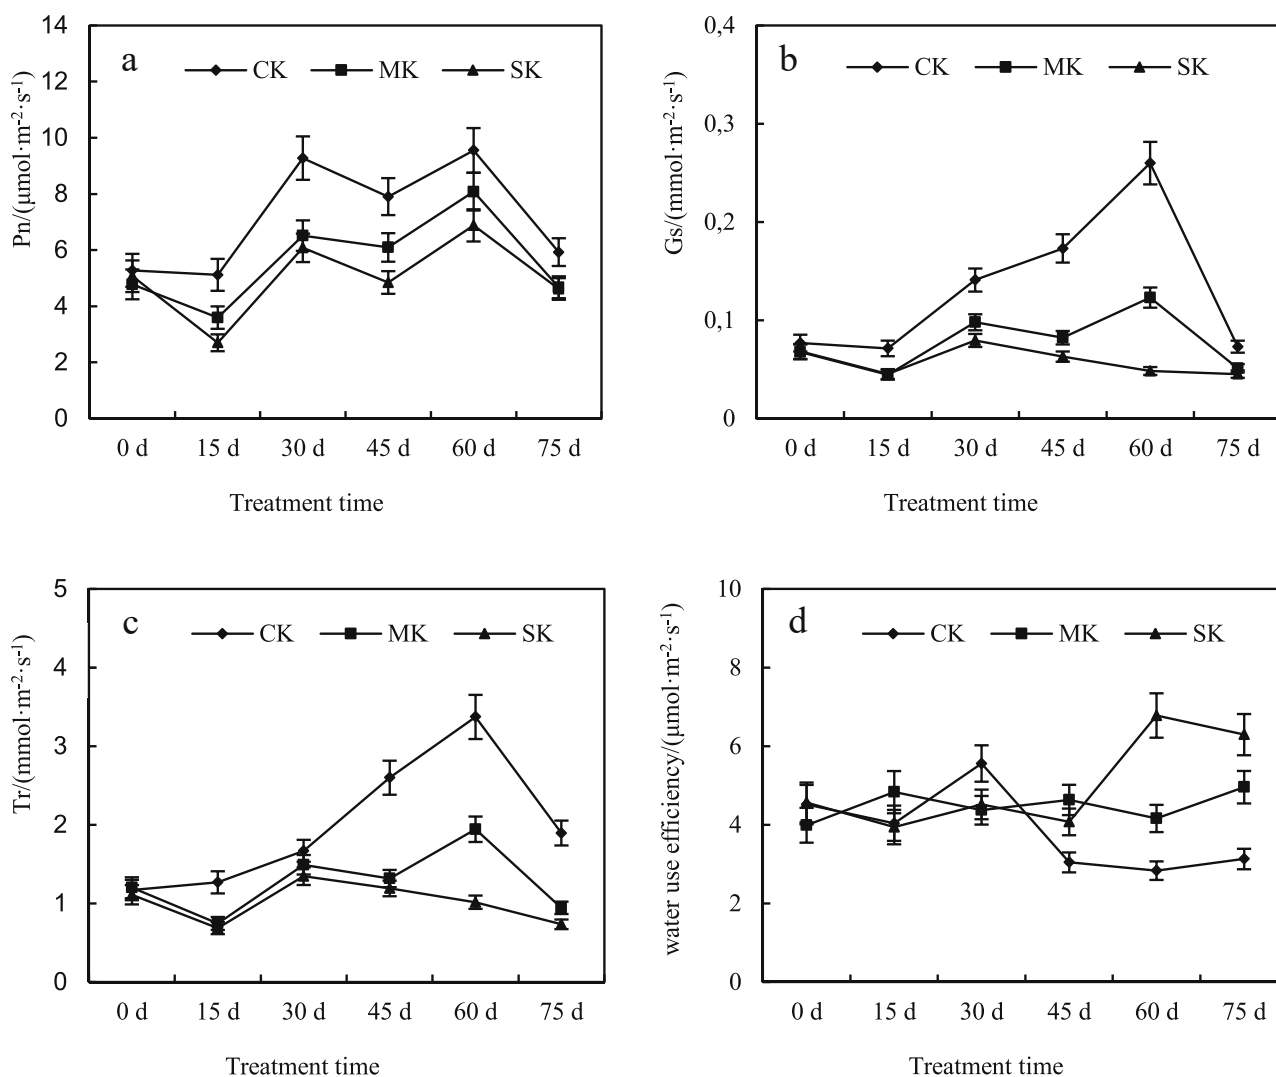 a
CK MK SK
Pn/(μmol·m⁻²·s⁻¹)
14
12
10
8
6
4
2
0
0 d 15 d 30 d 45 d 60 d 75 d
Treatment time
b
CK MK SK
Gs/(mmol·m⁻²·s⁻¹)
0,4
0,3
0,2
0,1
0
0 d 15 d 30 d 45 d 60 d 75 d
Treatment time
c
CK MK SK
Tr/(mmol·m⁻²·s⁻¹)
5
4
3
2
1
0
0 d 15 d 30 d 45 d 60 d 75 d
Treatment time
d
CK MK SK
water use efficiency/(μmol·m⁻²·s⁻¹)
10
8
6
4
2
0
0 d 15 d 30 d 45 d 60 d 75 d
Treatment time